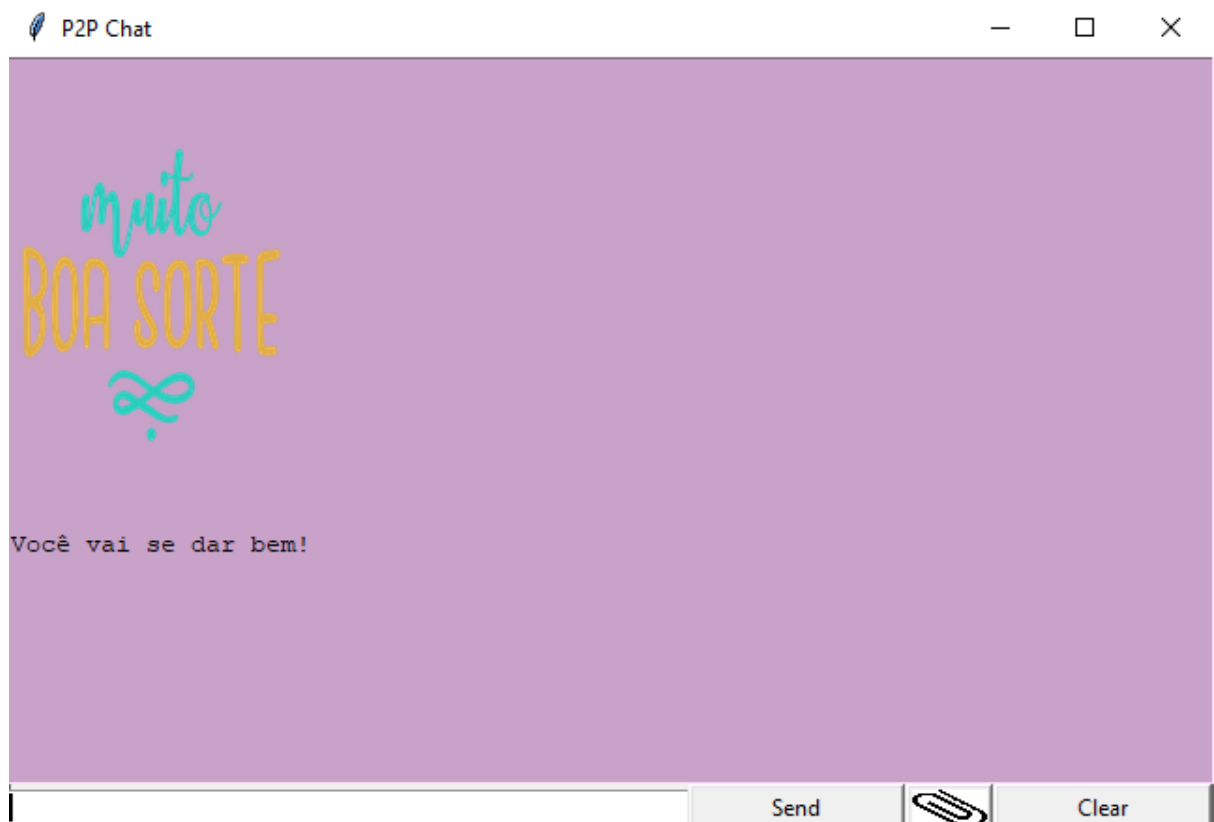 P2P Chat
muito
BOA SORTE
Você vai se dar bem!
Send
Clear